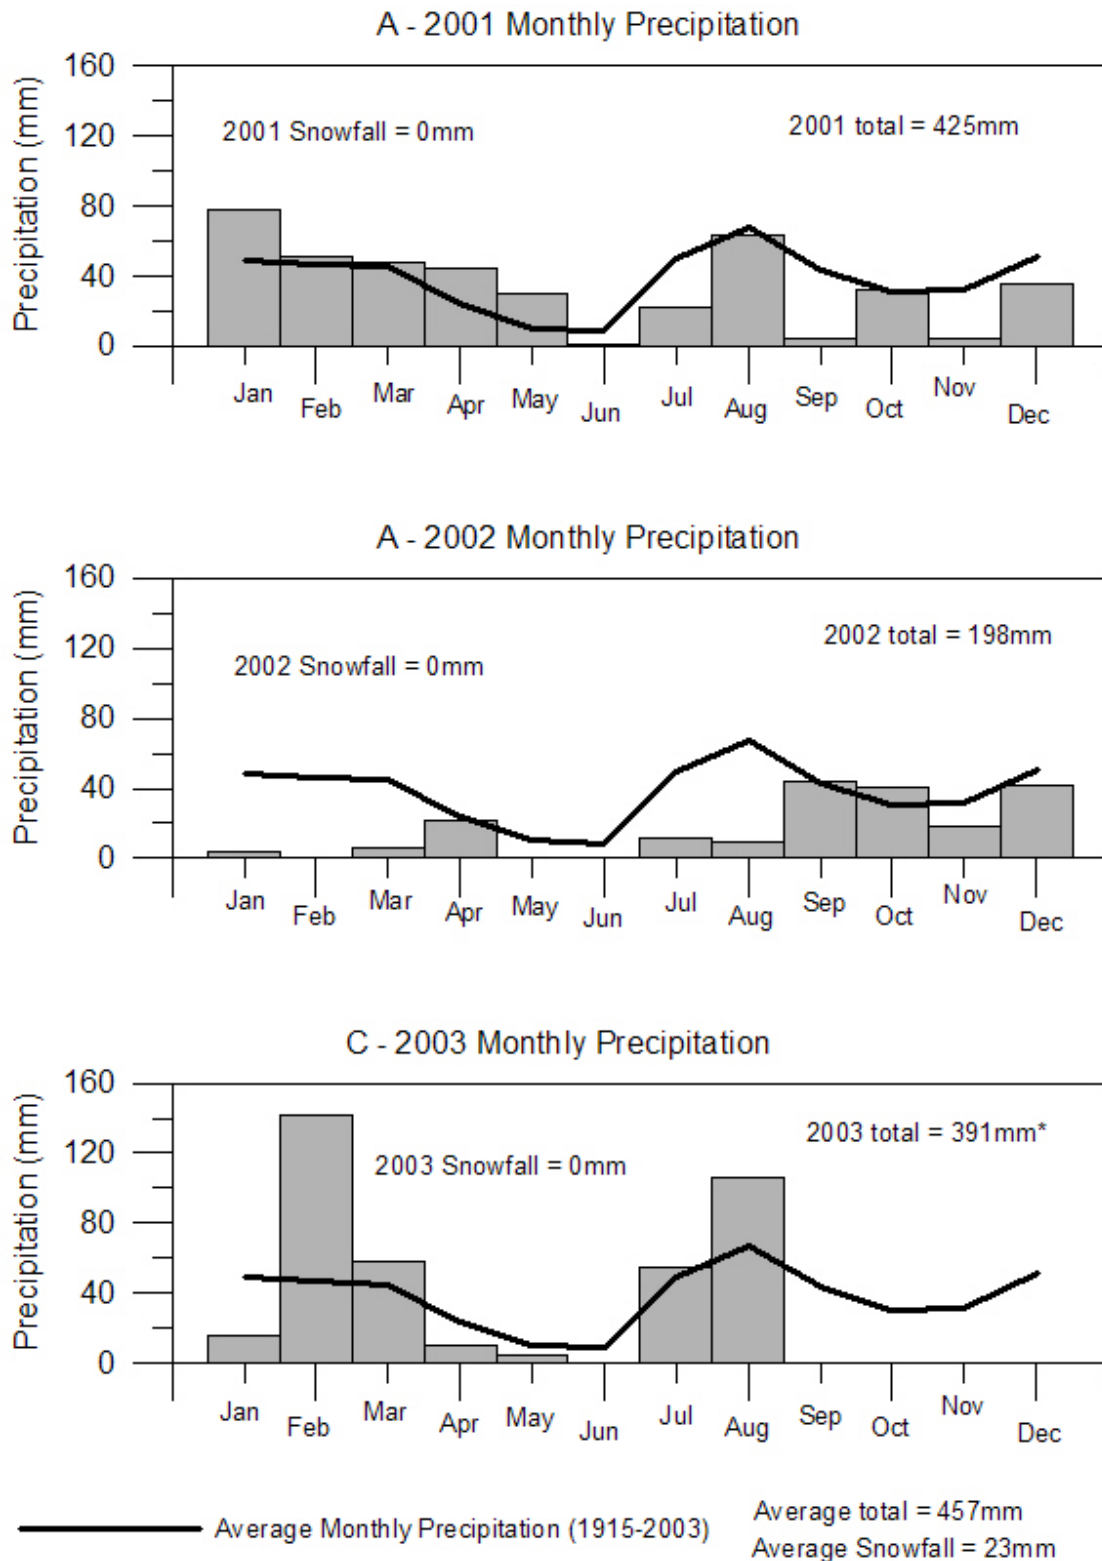 A - 2001 Monthly Precipitation
Precipitation (mm)
160
120
80
40
0
2001 Snowfall = 0mm
2001 total = 425mm
Jan Feb Mar Apr May Jun Jul Aug Sep Oct Nov Dec
A - 2002 Monthly Precipitation
Precipitation (mm)
160
120
80
40
0
2002 Snowfall = 0mm
2002 total = 198mm
Jan Feb Mar Apr May Jun Jul Aug Sep Oct Nov Dec
C - 2003 Monthly Precipitation
Precipitation (mm)
160
120
80
40
0
2003 Snowfall = 0mm
2003 total = 391mm*
Jan Feb Mar Apr May Jun Jul Aug Sep Oct Nov Dec
Average Monthly Precipitation (1915-2003)
Average total = 457mm
Average Snowfall = 23mm